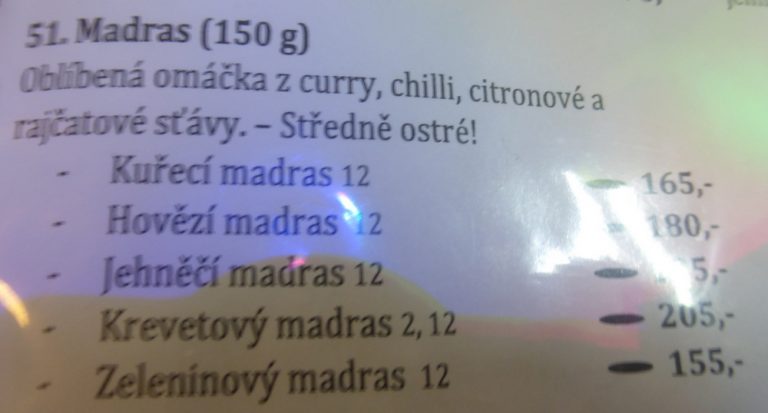 51. Madras (150 g)
Oblíbená omáčka z curry, chilli, citronové a
rajčatové sťávy. – Středně ostré!
- Kuřecí madras 12 165,-
- Hovězí madras 12 180,-
- Jehněčí madras 12
- Krevetový madras 2, 12 205,-
- Zeleninový madras 12 155,-